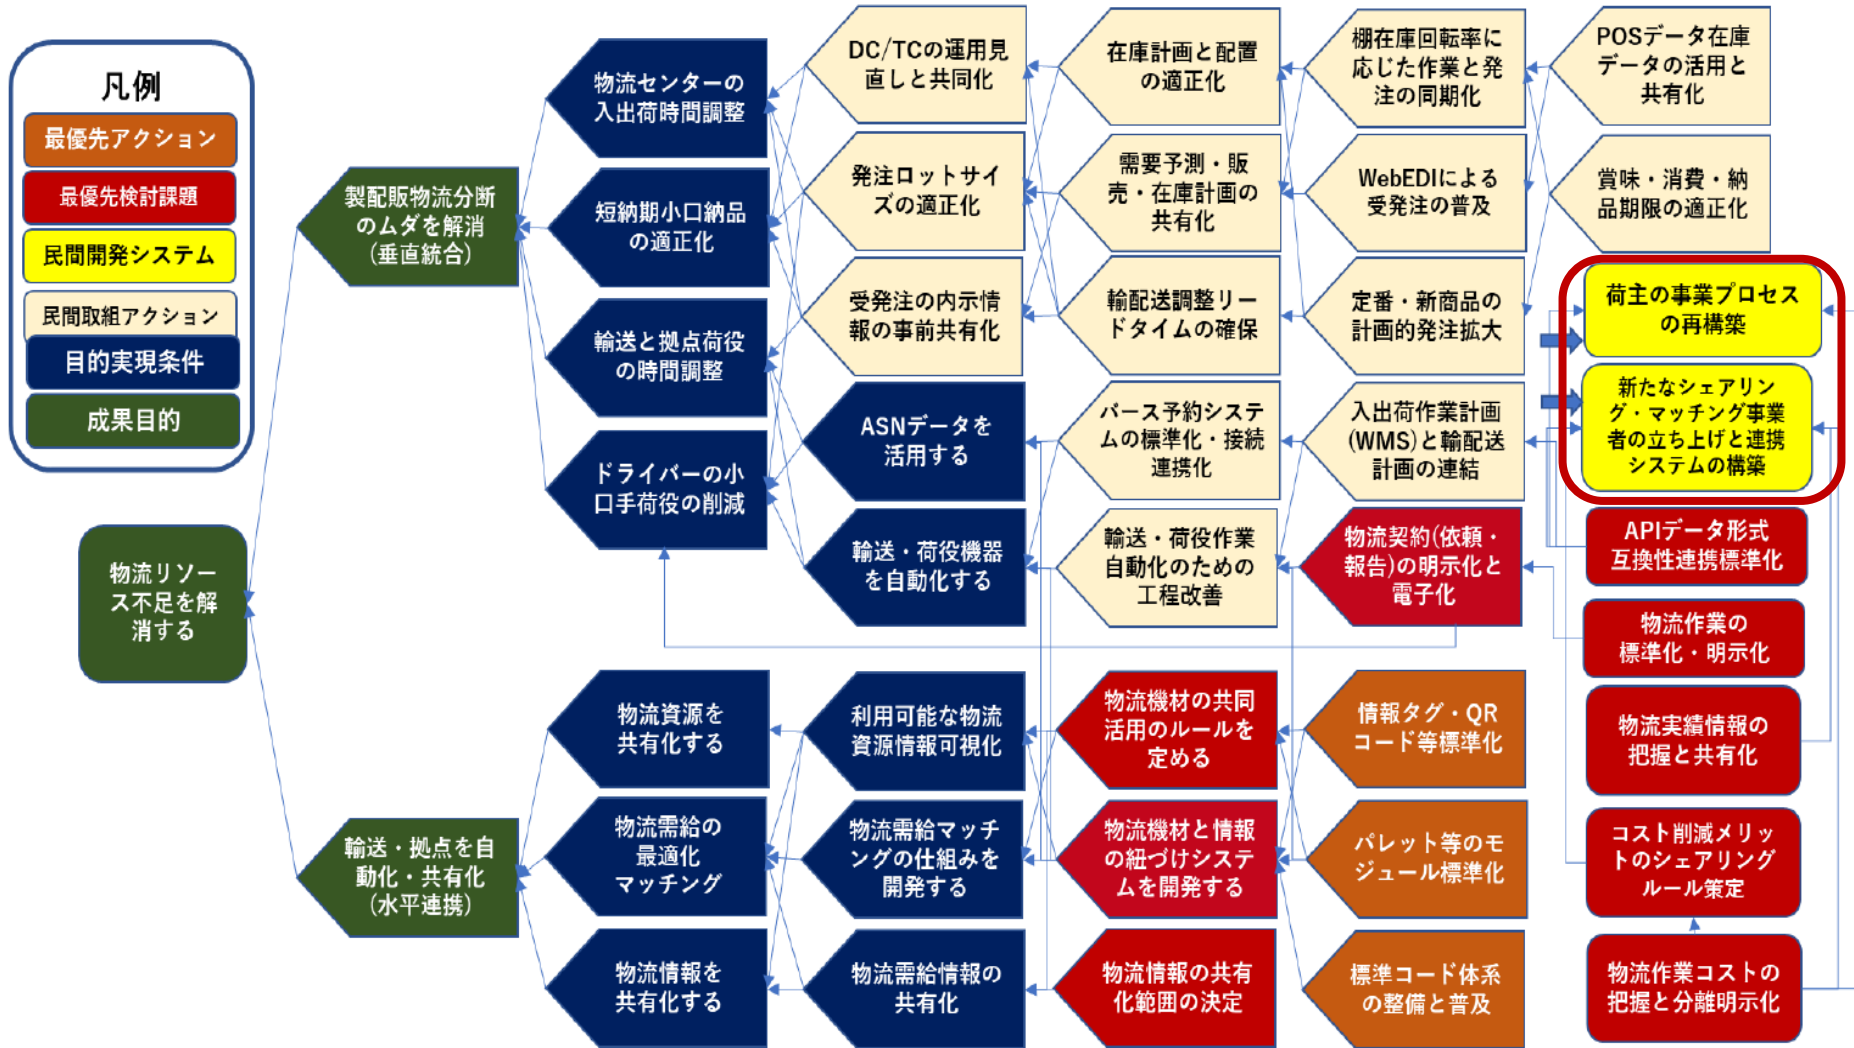 凡例
最優先アクション
最優先検討課題
民間開発システム
民間取組アクション
目的実現条件
成果目的
物流リソー
ス不足を解
消する
製配販物流分断
のムダを解消
(垂直統合)
輸送・拠点を自
動化・共有化
(水平連携)
物流センターの
入出荷時間調整
短納期小口納品
の適正化
輸送と拠点荷役
の時間調整
ドライバーの小
口手荷役の削減
物流資源を
共有化する
物流需給の
最適化
マッチング
物流情報を
共有化する
DC/TCの運用見
直しと共同化
発注ロットサイ
ズの適正化
受発注の内示情
報の事前共有化
ASNデータを
活用する
輸送・荷役機器
を自動化する
利用可能な物流
資源情報可視化
物流需給マッチ
ングの仕組みを
開発する
物流需給情報の
共有化
在庫計画と配置
の適正化
需要予測・販
売・在庫計画の
共有化
輸配送調整リー
ドタイムの確保
バース予約システ
ムの標準化・接続
連携化
輸送・荷役作業
自動化のための
工程改善
物流機材の共同
活用のルールを
定める
物流機材と情報
の紐づけシステ
ムを開発する
物流情報の共有
化範囲の決定
棚在庫回転率に
応じた作業と発
注の同期化
WebEDIによる
受発注の普及
定番・新商品の
計画的発注拡大
入出荷作業計画
(WMS)と輸配送
計画の連結
物流契約(依頼・
報告)の明示化と
電子化
情報タグ・QR
コード等標準化
パレット等のモ
ジュール標準化
標準コード体系
の整備と普及
POSデータ在庫
データの活用と
共有化
賞味・消費・納
品期限の適正化
荷主の事業プロセス
の再構築
新たなシェアリン
グ・マッチング事業
者の立ち上げと連携
システムの構築
APIデータ形式
互換性連携標準化
物流作業の
標準化・明示化
物流実績情報の
把握と共有化
コスト削減メリッ
トのシェアリング
ルール策定
物流作業コストの
把握と分離明示化